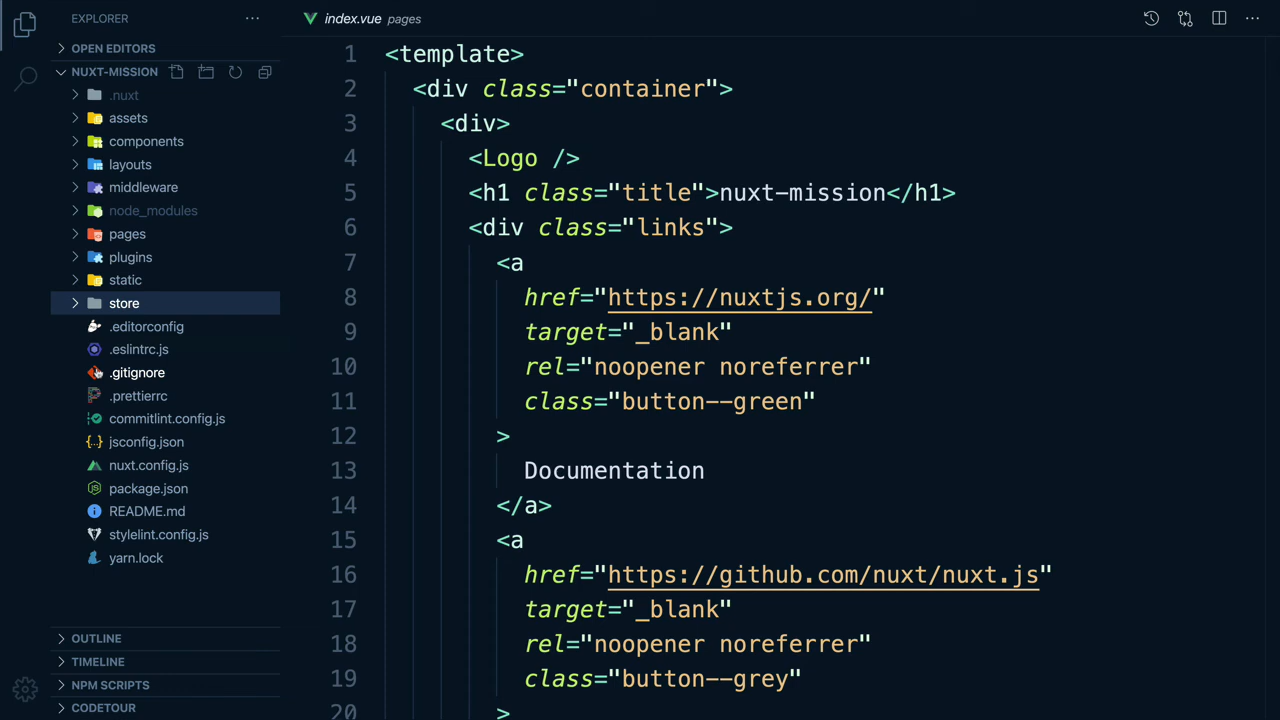 EXPLORER
OPEN EDITORS
NUXT-MISSION
.nuxt
assets
components
layouts
middleware
node_modules
pages
plugins
static
store
.editorconfig
.eslintrc.js
.gitignore
.prettierrc
commitlint.config.js
jsconfig.json
nuxt.config.js
package.json
README.md
stylelint.config.js
yarn.lock
OUTLINE
TIMELINE
NPM SCRIPTS
CODETOUR
index.vue pages
1 <template>
2 <div class="container">
3 <div>
4 <Logo />
5 <h1 class="title">nuxt-mission</h1>
6 <div class="links">
7 <a
8 href="https://nuxtjs.org/"
9 target="_blank"
10 rel="noopener noreferrer"
11 class="button--green"
12 >
13 Documentation
14 </a>
15 <a
16 href="https://github.com/nuxt/nuxt.js"
17 target="_blank"
18 rel="noopener noreferrer"
19 class="button--grey"
20 >